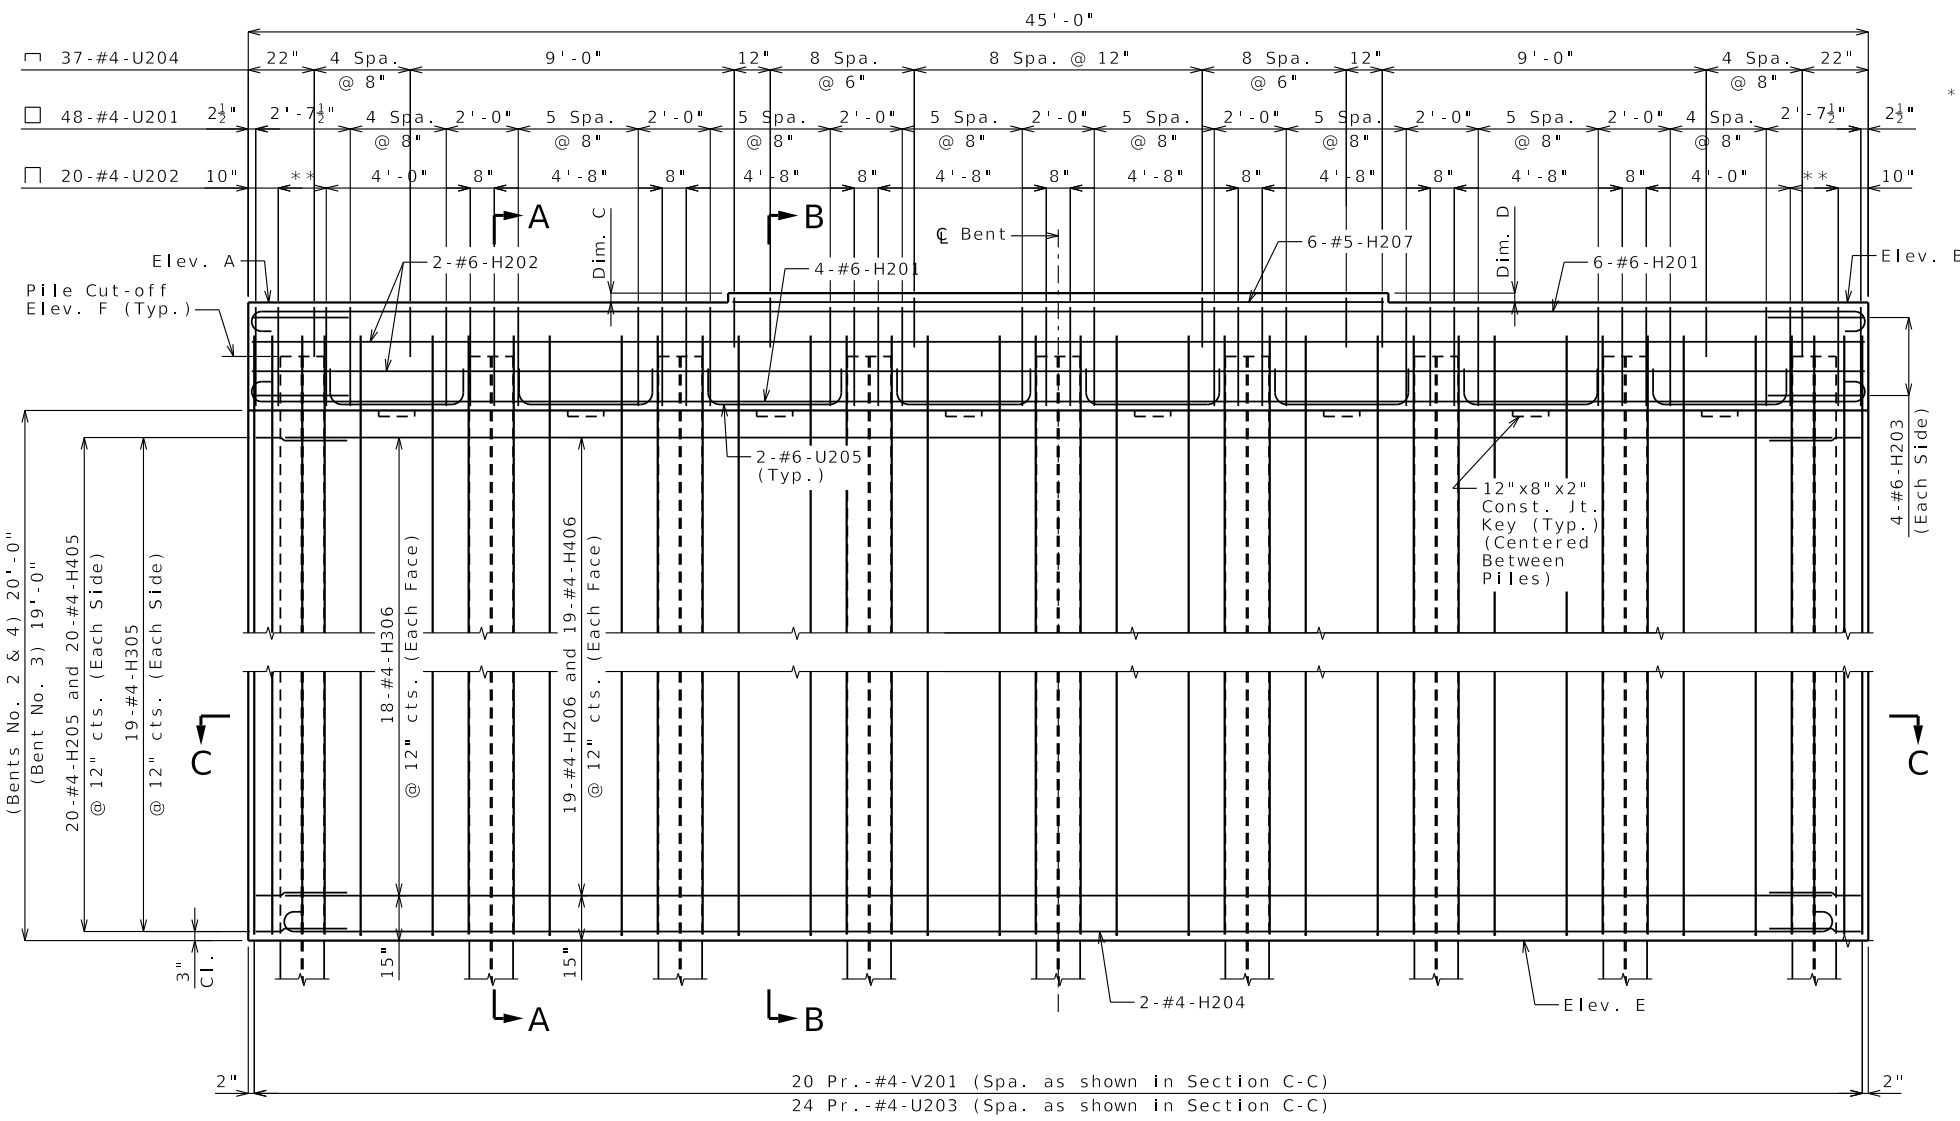 45'-0"
37-#4-U204
22"
4 Spa.
@ 8"
9'-0"
12"
8 Spa.
@ 6"
8 Spa. @ 12"
8 Spa.
@ 6"
12"
9'-0"
4 Spa.
@ 8"
22"
*
48-#4-U201
2½"
2'-7½"
4 Spa.
@ 8"
2'-0"
5 Spa.
@ 8"
2'-0"
5 Spa.
@ 8"
2'-0"
5 Spa.
@ 8"
2'-0"
5 Spa.
@ 8"
2'-0"
5 Spa.
@ 8"
2'-0"
5 Spa.
@ 8"
2'-0"
4 Spa.
@ 8"
2'-7½"
2½"
20-#4-U202
10"
**
4'-0"
8"
4'-8"
8"
4'-8"
8"
4'-8"
8"
4'-8"
8"
4'-8"
8"
4'-8"
8"
4'-0"
**
10"
A
B
Dim. C
℄ Bent
6-#5-H207
Dim. D
Elev. A
2-#6-H202
4-#6-H201
6-#6-H201
Elev. B
Pile Cut-off
Elev. F (Typ.)
2-#6-U205
(Typ.)
12"x8"x2"
Const. Jt.
Key (Typ.)
(Centered
Between
Piles)
4-#6-H203
(Each Side)
(Bents No. 2 & 4) 20'-0"
(Bent No. 3) 19'-0"
20-#4-H205 and 20-#4-H405
@ 12" cts. (Each Side)
19-#4-H305
@ 12" cts. (Each Side)
18-#4-H306
@ 12" cts. (Each Face)
19-#4-H206 and 19-#4-H406
@ 12" cts. (Each Face)
C
C
3"
Cl.
15"
15"
A
B
2-#4-H204
Elev. E
2"
20 Pr.-#4-V201 (Spa. as shown in Section C-C)
24 Pr.-#4-U203 (Spa. as shown in Section C-C)
2"